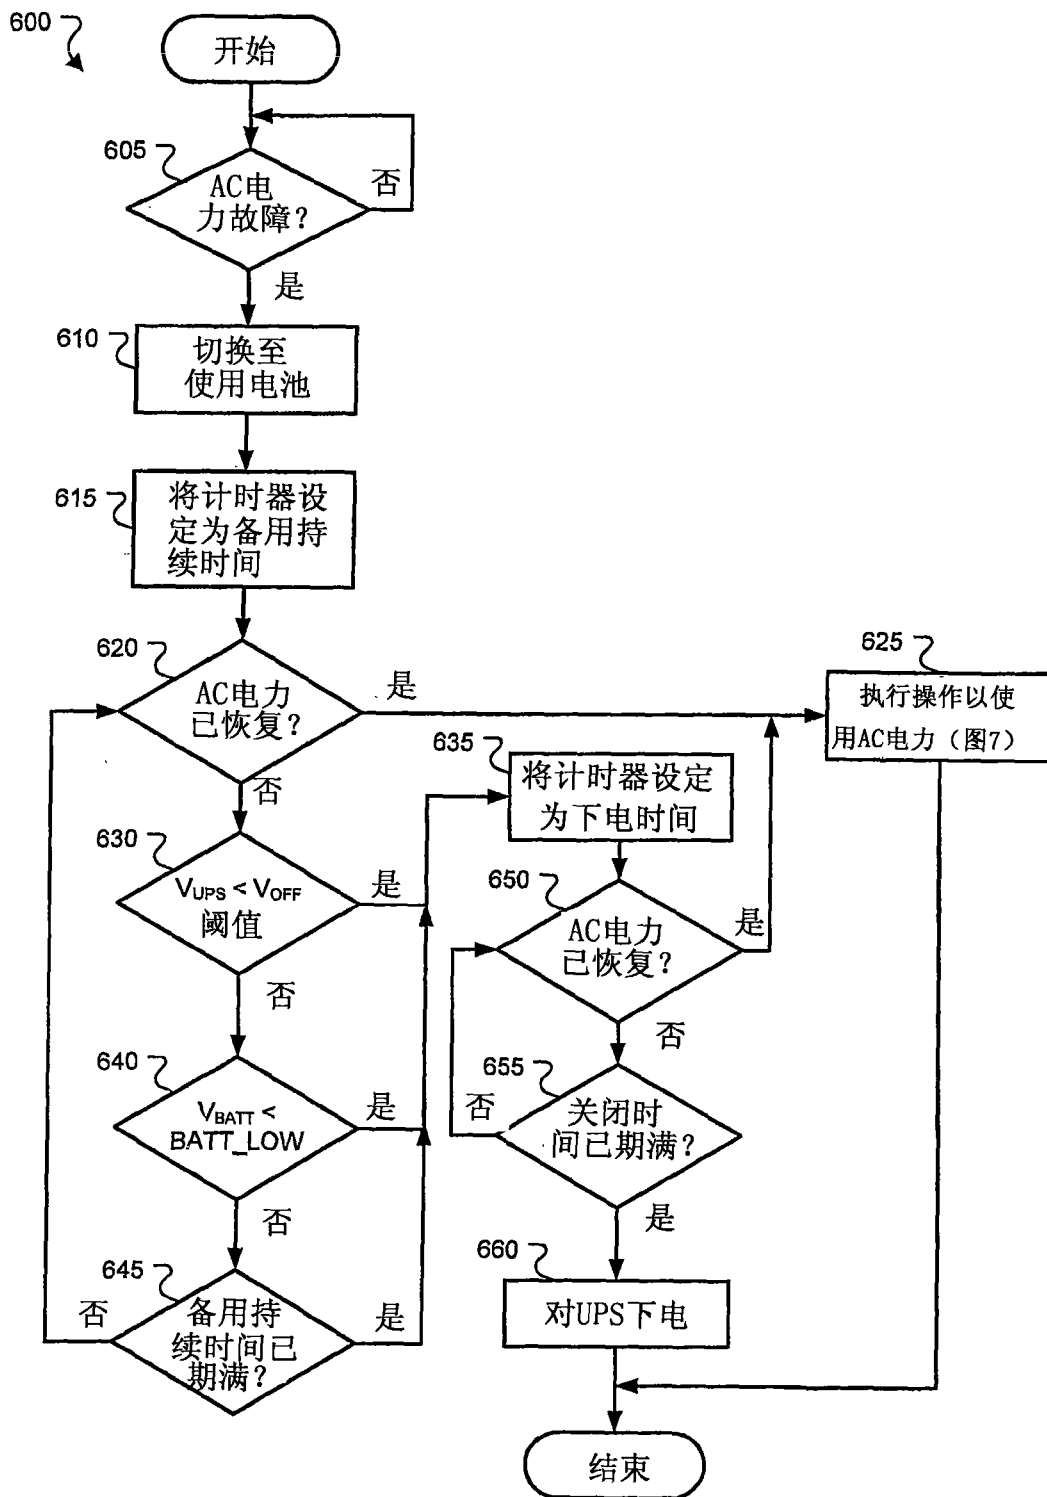 600
开始
605
AC电
力故障？
否
是
610
切换至
使用电池
615
将计时器设
定为备用持
续时间
620
AC电力
已恢复？
是
否
625
执行操作以使
用AC电力（图7）
630
VUPS < VOFF
阈值
是
否
635
将计时器设定
为下电时间
640
VBATT <
BATT_LOW
是
否
645
备用持
续时间已
期满？
否
是
650
AC电力
已恢复？
是
否
655
关闭时
间已期满？
否
是
660
对UPS下电
结束